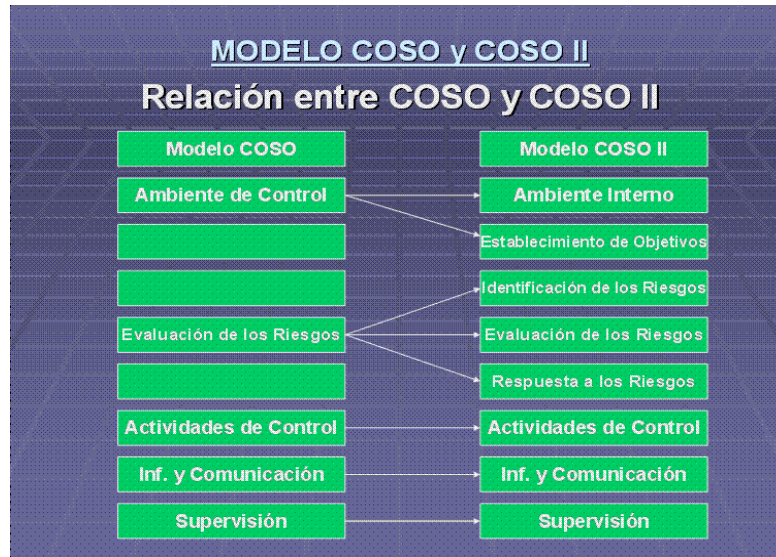 MODELO COSO y COSO II
Relación entre COSO y COSO II
Modelo COSO
Modelo COSO II
Ambiente de Control
Ambiente Interno
Establecimiento de Objetivos
Identificación de los Riesgos
Evaluación de los Riesgos
Evaluación de los Riesgos
Respuesta a los Riesgos
Actividades de Control
Actividades de Control
Inf. y Comunicación
Inf. y Comunicación
Supervisión
Supervisión